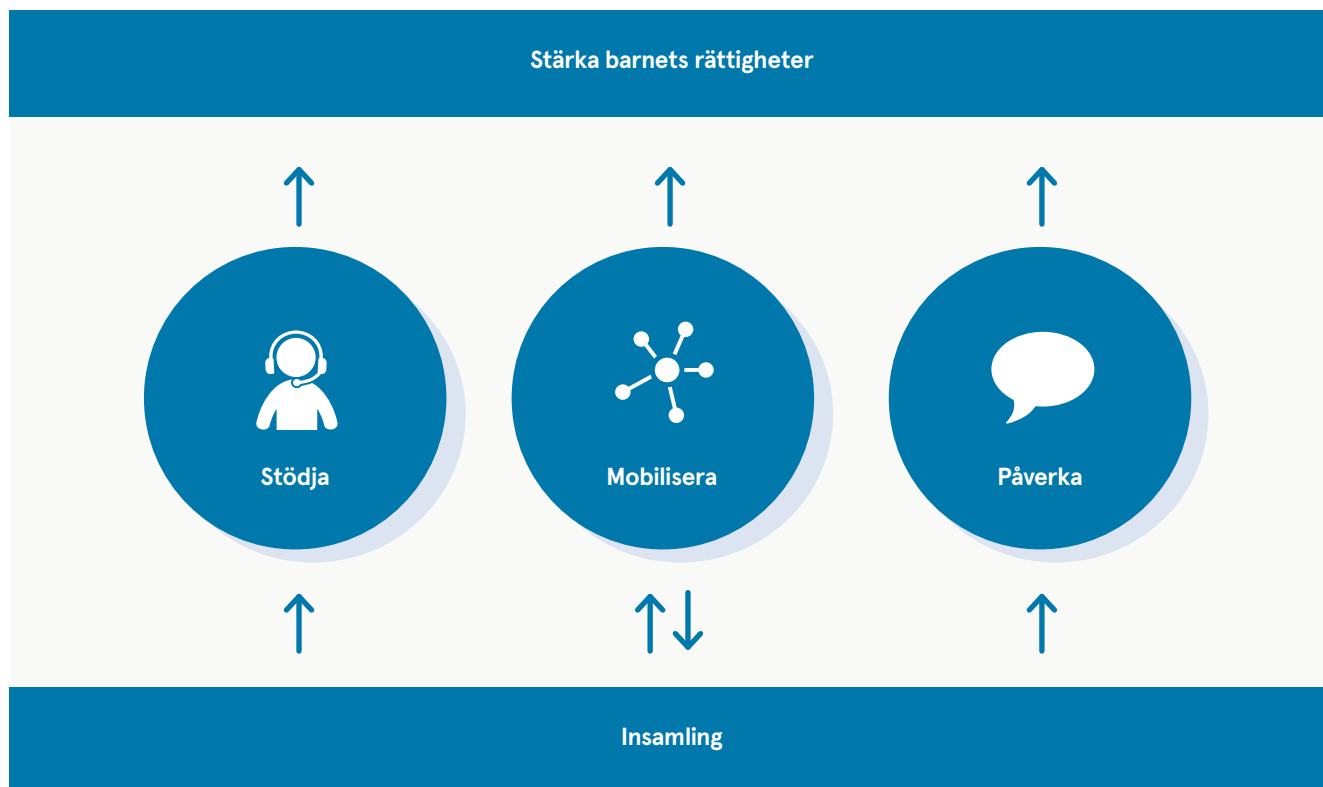 Stärka barnets rättigheter
Stödja
Mobilisera
Påverka
Insamling